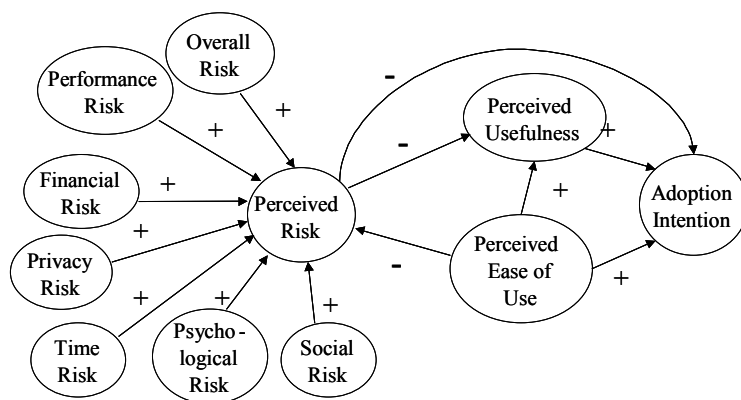 Overall
Risk
Performance
Risk
Financial
Risk
Privacy
Risk
Time
Risk
Psycho -
logical
Risk
Social
Risk
Perceived
Risk
Perceived
Usefulness
Perceived
Ease of
Use
Adoption
Intention
+
+
+
+
+
+
+
-
-
-
+
+
+